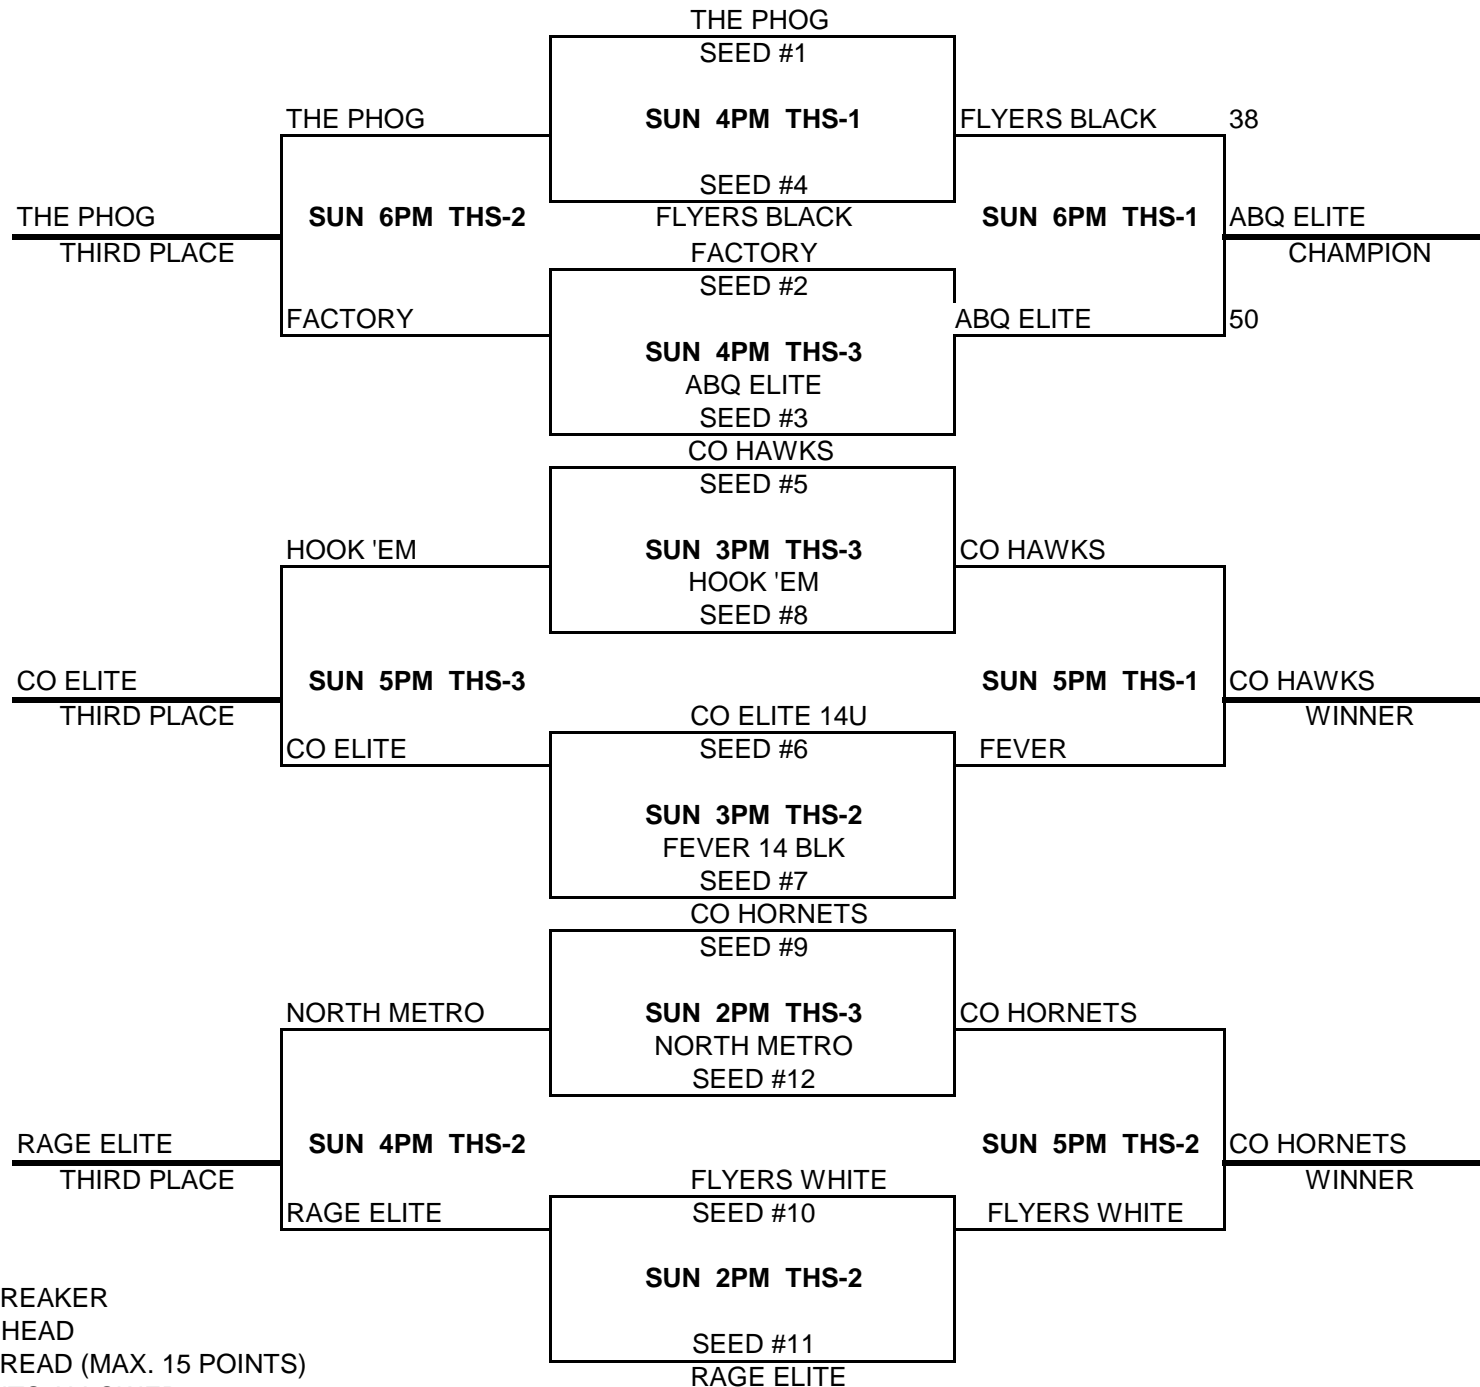 THE PHOG
SEED #1
THE PHOG SUN 4PM THS-1 FLYERS BLACK 38
SEED #4
THE PHOG SUN 6PM THS-2 FLYERS BLACK SUN 6PM THS-1 ABQ ELITE
THIRD PLACE FACTORY CHAMPION
SEED #2
FACTORY ABQ ELITE 50
SUN 4PM THS-3
ABQ ELITE
SEED #3
CO HAWKS
SEED #5
HOOK 'EM SUN 3PM THS-3 CO HAWKS
HOOK 'EM
SEED #8
CO ELITE SUN 5PM THS-3 SUN 5PM THS-1 CO HAWKS
THIRD PLACE CO ELITE 14U WINNER
CO ELITE SEED #6 FEVER
SUN 3PM THS-2
FEVER 14 BLK
SEED #7
CO HORNETS
SEED #9
NORTH METRO SUN 2PM THS-3 CO HORNETS
NORTH METRO
SEED #12
RAGE ELITE SUN 4PM THS-2 SUN 5PM THS-2 CO HORNETS
THIRD PLACE FLYERS WHITE WINNER
RAGE ELITE SEED #10 FLYERS WHITE
SUN 2PM THS-2
REAKER
HEAD
SEED #11
READ (MAX. 15 POINTS)
RAGE ELITE